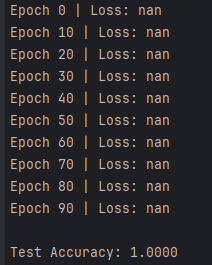 Epoch 0 | Loss: nan
Epoch 10 | Loss: nan
Epoch 20 | Loss: nan
Epoch 30 | Loss: nan
Epoch 40 | Loss: nan
Epoch 50 | Loss: nan
Epoch 60 | Loss: nan
Epoch 70 | Loss: nan
Epoch 80 | Loss: nan
Epoch 90 | Loss: nan
Test Accuracy: 1.0000